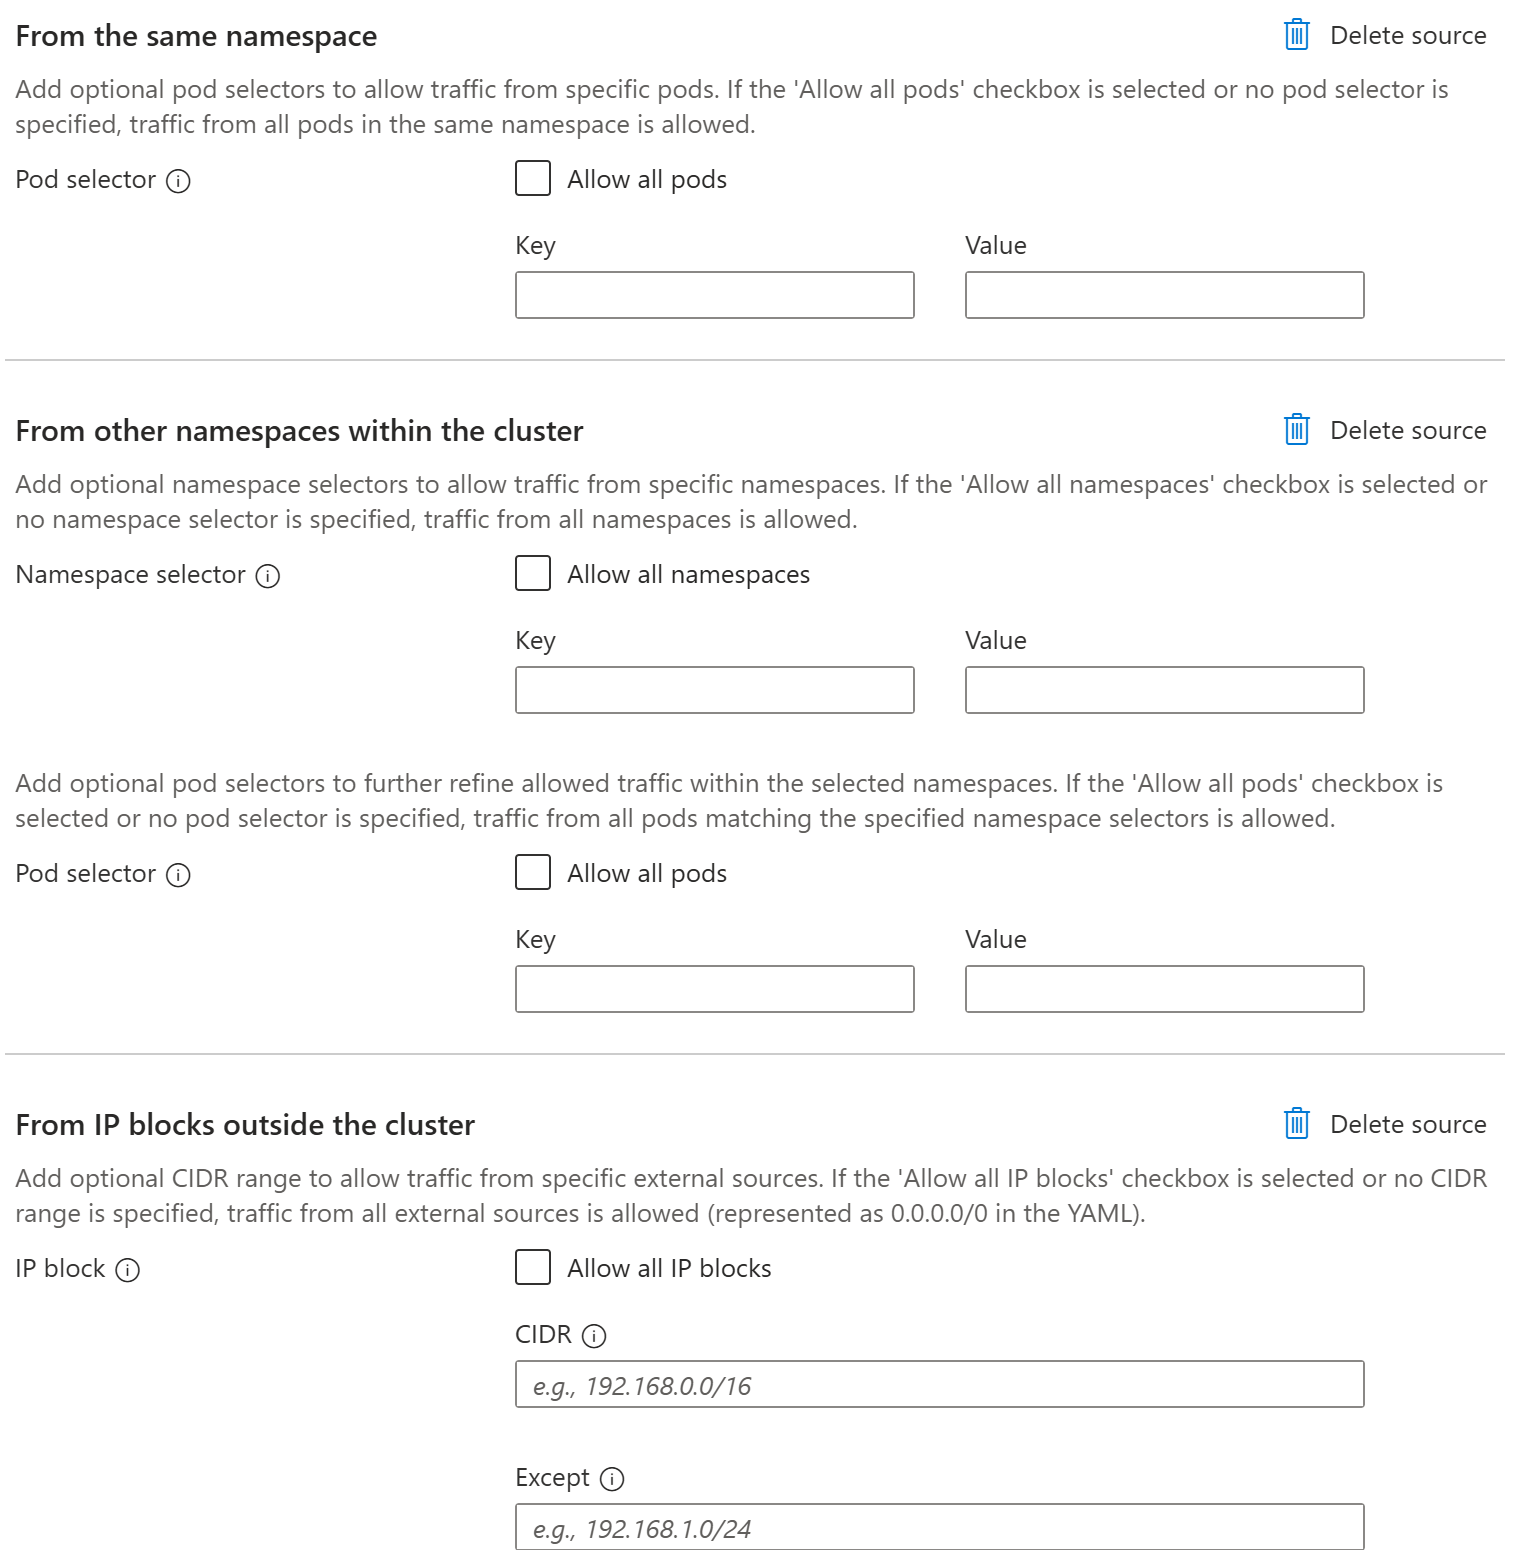 From the same namespace
Delete source
Add optional pod selectors to allow traffic from specific pods. If the 'Allow all pods' checkbox is selected or no pod selector is
specified, traffic from all pods in the same namespace is allowed.
Pod selector
Allow all pods
Key
Value
From other namespaces within the cluster
Delete source
Add optional namespace selectors to allow traffic from specific namespaces. If the 'Allow all namespaces' checkbox is selected or
no namespace selector is specified, traffic from all namespaces is allowed.
Namespace selector
Allow all namespaces
Key
Value
Add optional pod selectors to further refine allowed traffic within the selected namespaces. If the 'Allow all pods' checkbox is
selected or no pod selector is specified, traffic from all pods matching the specified namespace selectors is allowed.
Pod selector
Allow all pods
Key
Value
From IP blocks outside the cluster
Delete source
Add optional CIDR range to allow traffic from specific external sources. If the 'Allow all IP blocks' checkbox is selected or no CIDR
range is specified, traffic from all external sources is allowed (represented as 0.0.0.0/0 in the YAML).
IP block
Allow all IP blocks
CIDR
e.g., 192.168.0.0/16
Except
e.g., 192.168.1.0/24